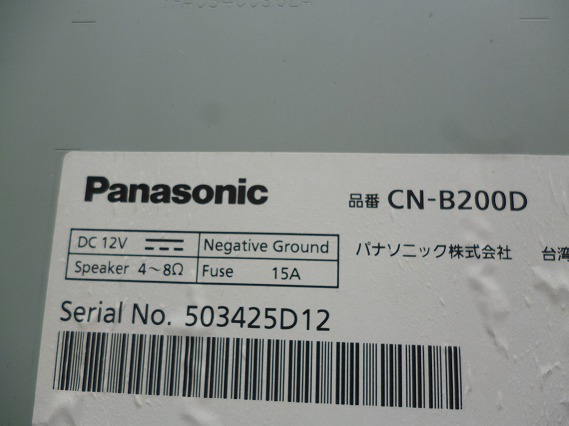 Panasonic
品番 CN-B200D
DC 12V
Negative Ground
Speaker 4～8Ω
Fuse 15A
パナソニック株式会社 台湾
Serial No. 503425D12